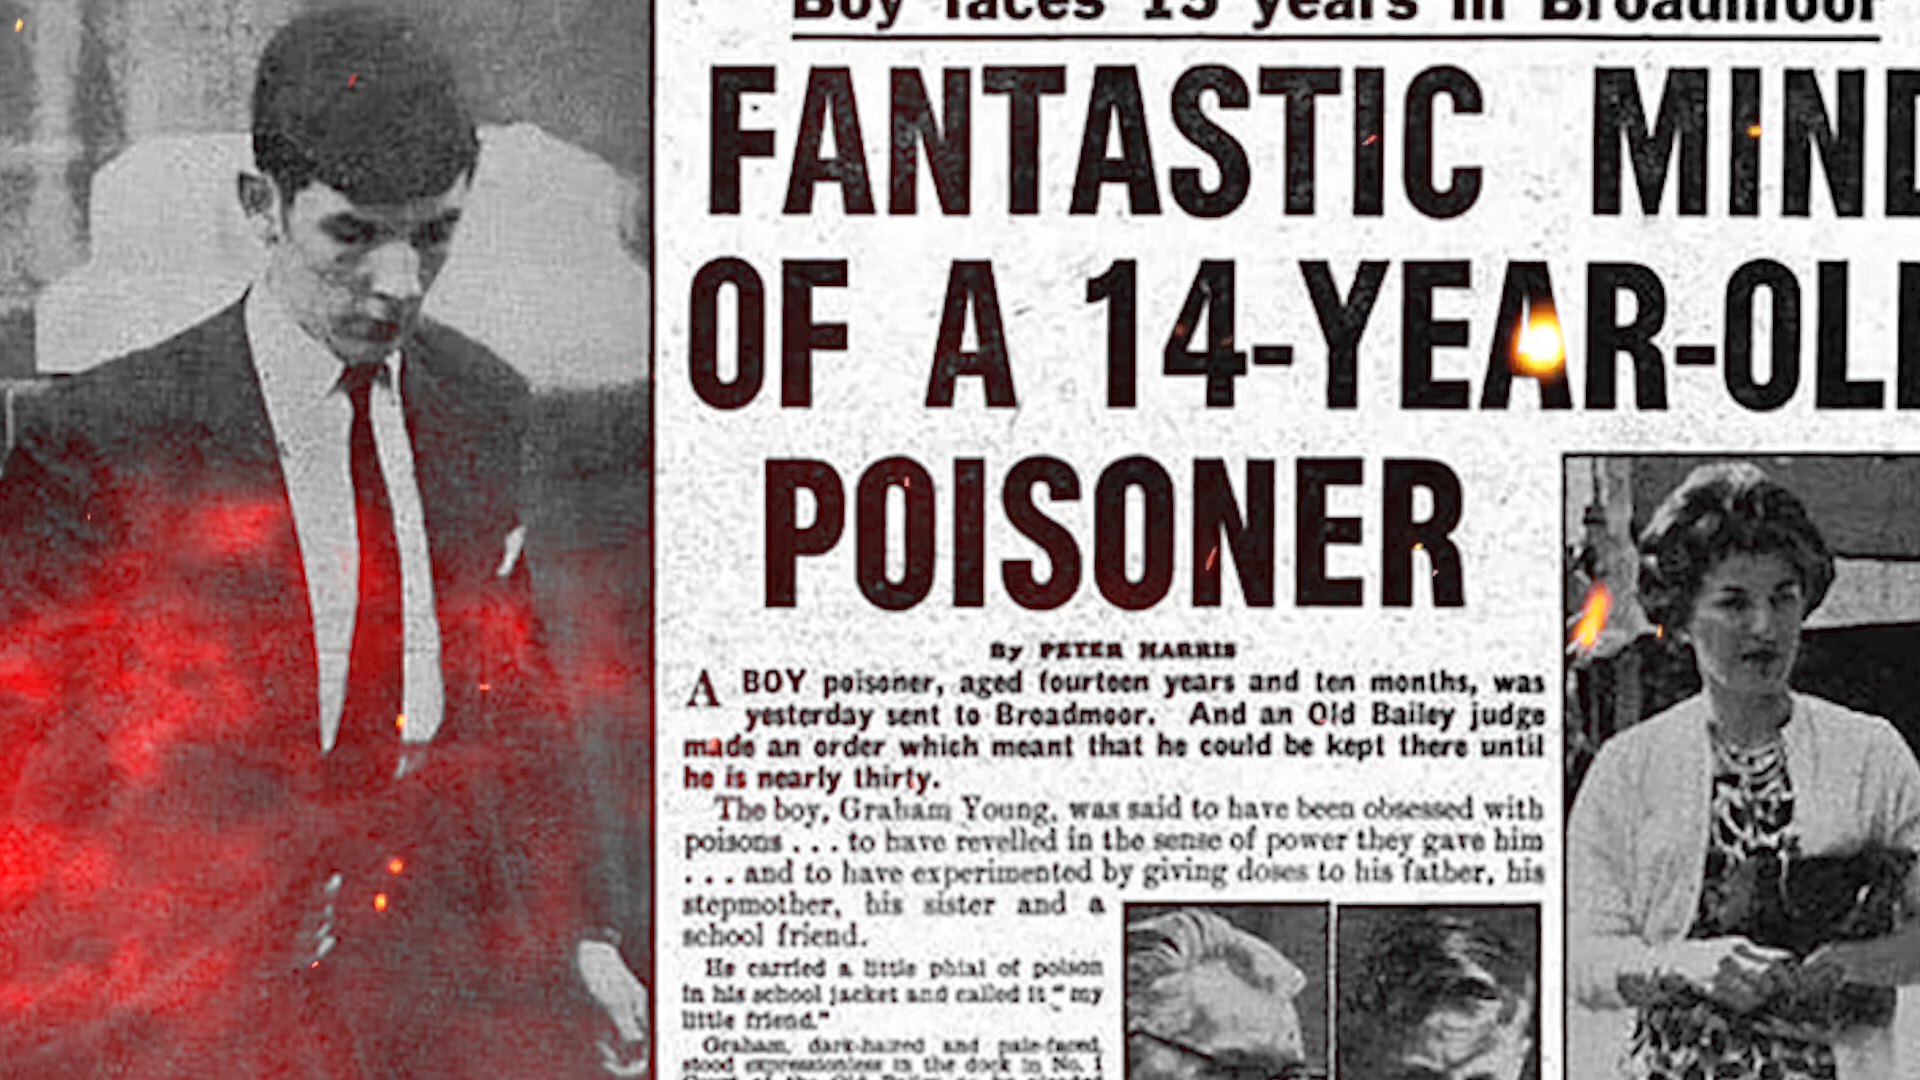 Boy faces 15 years in Broadmoor
FANTASTIC MIND
OF A 14-YEAR-OLD
POISONER
By PETER HARRIS
A BOY poisoner, aged fourteen years and ten months, was
yesterday sent to Broadmoor. And an Old Bailey judge
made an order which meant that he could be kept there until
he is nearly thirty.
The boy, Graham Young, was said to have been obsessed with
poisons . . . to have revelled in the sense of power they gave him
. . . and to have experimented by giving doses to his father, his
stepmother, his sister and a
school friend.
He carried a little phial of poison
in his school jacket and called it “my
little friend.”
Graham, dark-haired and pale-faced,
stood expressionless in the dock in No. 1
Court of the Old Bailey